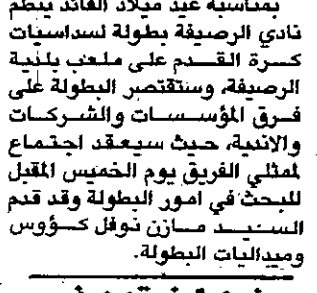 بمناسبة عيد ميلاد القائد ينظم
نادي الرصيفة بطولة لسداسيات
كسرة القدم على ملعب بلدية
الرصيفة، وستقتصر البطولة على
فرق المؤسسات والشركات
والاندية، حيث سيعقد اجتماع
لممثلي الفريق يوم الخميس المقبل
للبحث في امور البطولة وقد قدم
السيد مازن نوفل كؤوس
وميداليات البطولة.